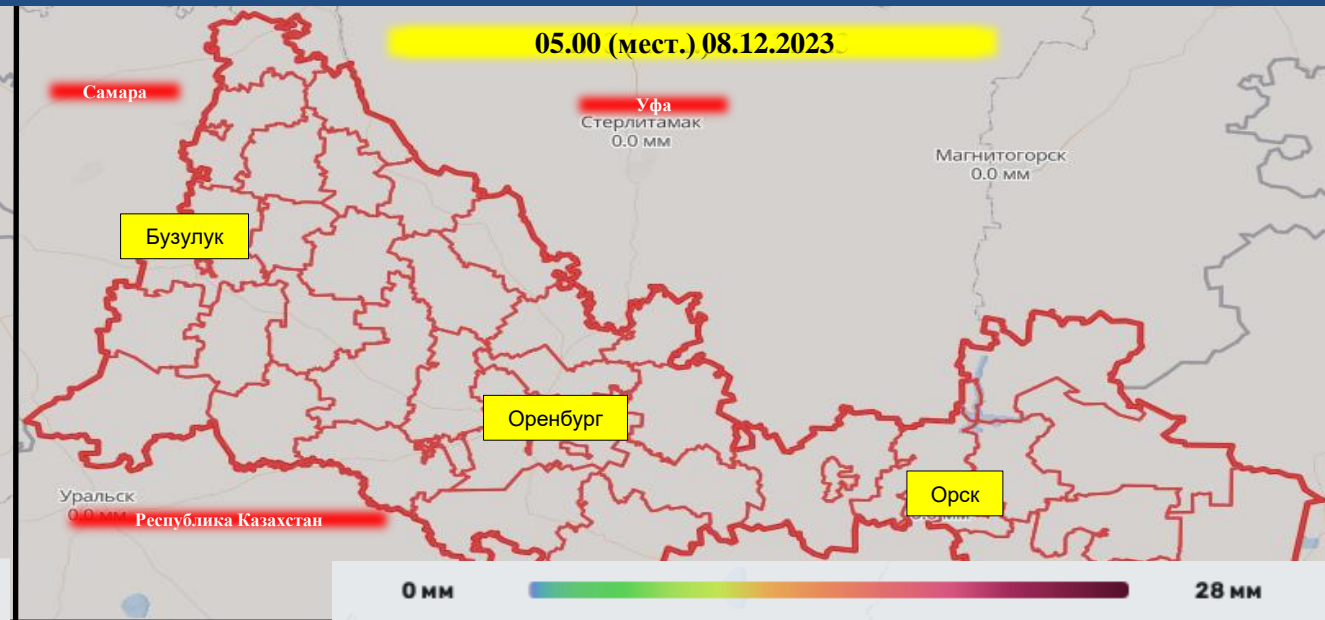 05.00 (мест.) 08.12.2023
Самара
Уфа
Стерлитамак
0.0 мм
Магнитогорск
0.0 мм
Бузулук
Оренбург
Орск
Уральск
0.0 мм
Республика Казахстан
0 мм
28 мм